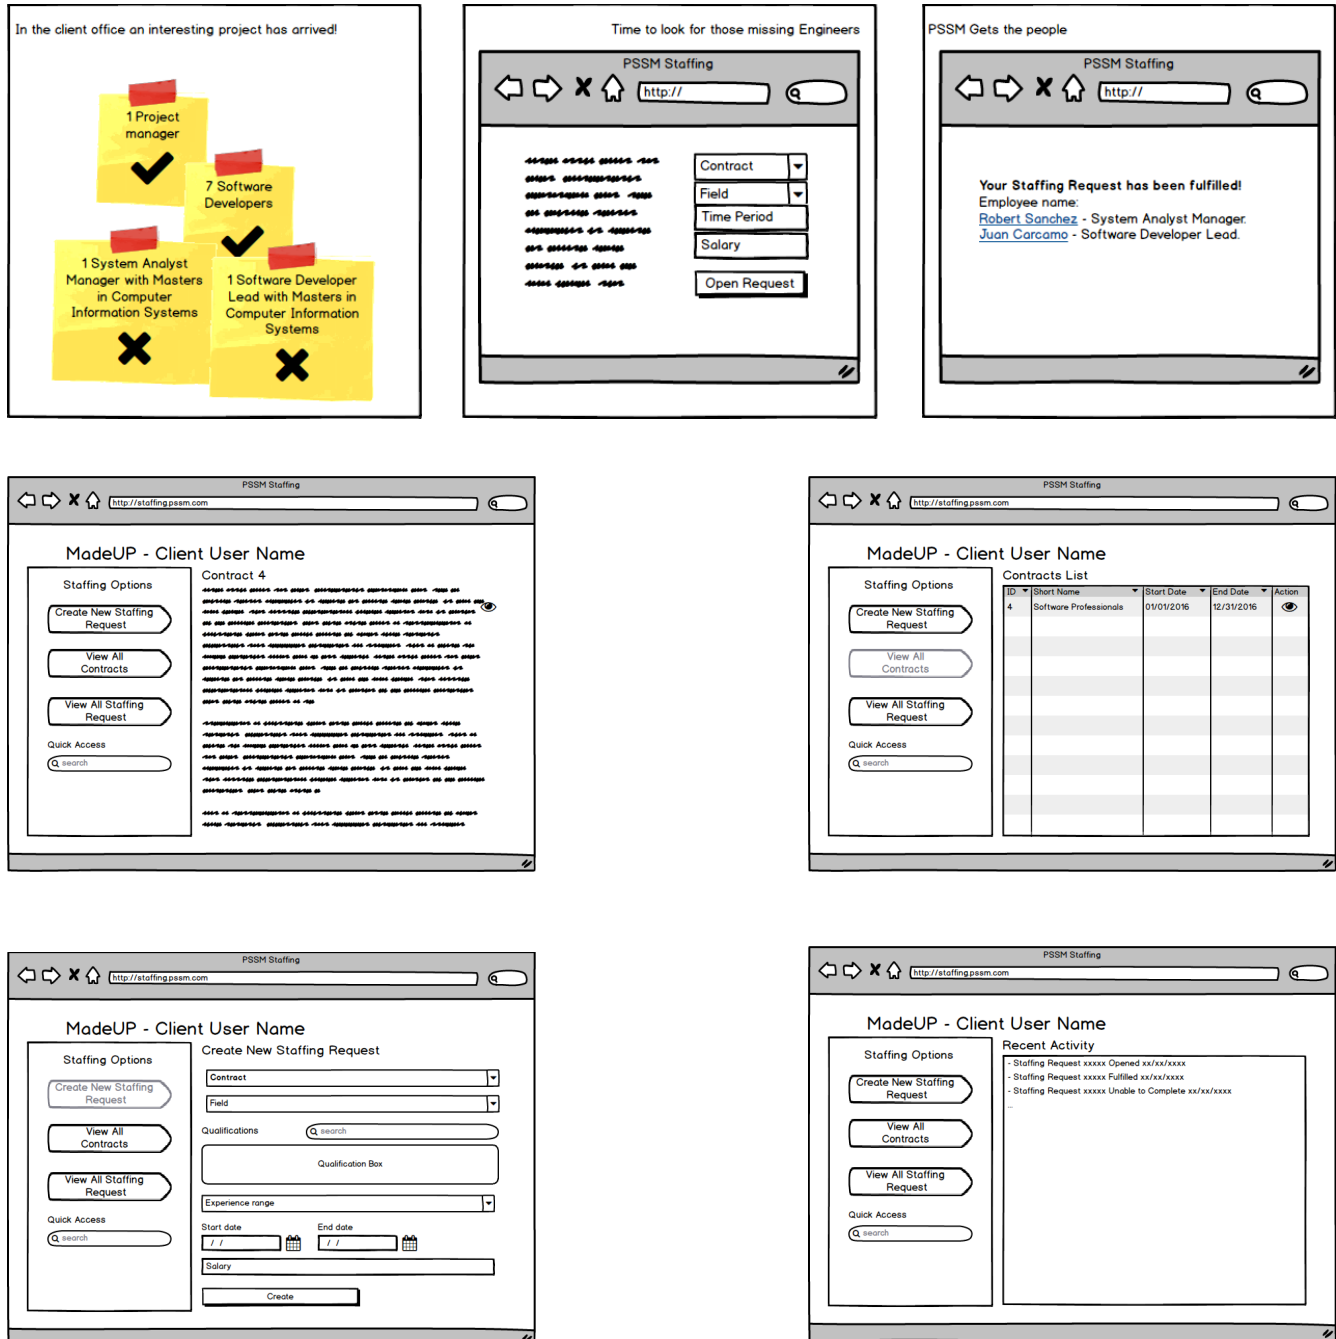 In the client office an interesting project has arrived!
1 Project
manager
7 Software
Developers
1 System Analyst
Manager with Masters
in Computer
Information Systems
1 Software Developer
Lead with Masters in
Computer Information
Systems
Time to look for those missing Engineers
PSSM Staffing
http://
Contract
Field
Time Period
Salary
Open Request
PSSM Gets the people
PSSM Staffing
http://
Your Staffing Request has been fulfilled!
Employee name:
Robert Sanchez - System Analyst Manager.
Juan Carcamo - Software Developer Lead.
PSSM Staffing
http://staffing.pssm.com
MadeUP - Client User Name
Staffing Options
Create New Staffing
Request
View All
Contracts
View All Staffing
Request
Quick Access
search
Contract 4
PSSM Staffing
http://staffing.pssm.com
MadeUP - Client User Name
Staffing Options
Create New Staffing
Request
View All
Contracts
View All Staffing
Request
Quick Access
search
Contracts List
ID Short Name Start Date End Date Action
4 Software Professionals 01/01/2016 12/31/2016
PSSM Staffing
http://staffing.pssm.com
MadeUP - Client User Name
Staffing Options
Create New Staffing
Request
View All
Contracts
View All Staffing
Request
Quick Access
search
Create New Staffing Request
Contract
Field
Qualifications search
Qualification Box
Experience range
Start date End date
/ / / /
Salary
Create
PSSM Staffing
http://staffing.pssm.com
MadeUP - Client User Name
Staffing Options
Create New Staffing
Request
View All
Contracts
View All Staffing
Request
Quick Access
search
Recent Activity
- Staffing Request xxxxx Opened xx/xx/xxxx
- Staffing Request xxxxx Fulfilled xx/xx/xxxx
- Staffing Request xxxxx Unable to Complete xx/xx/xxxx
...